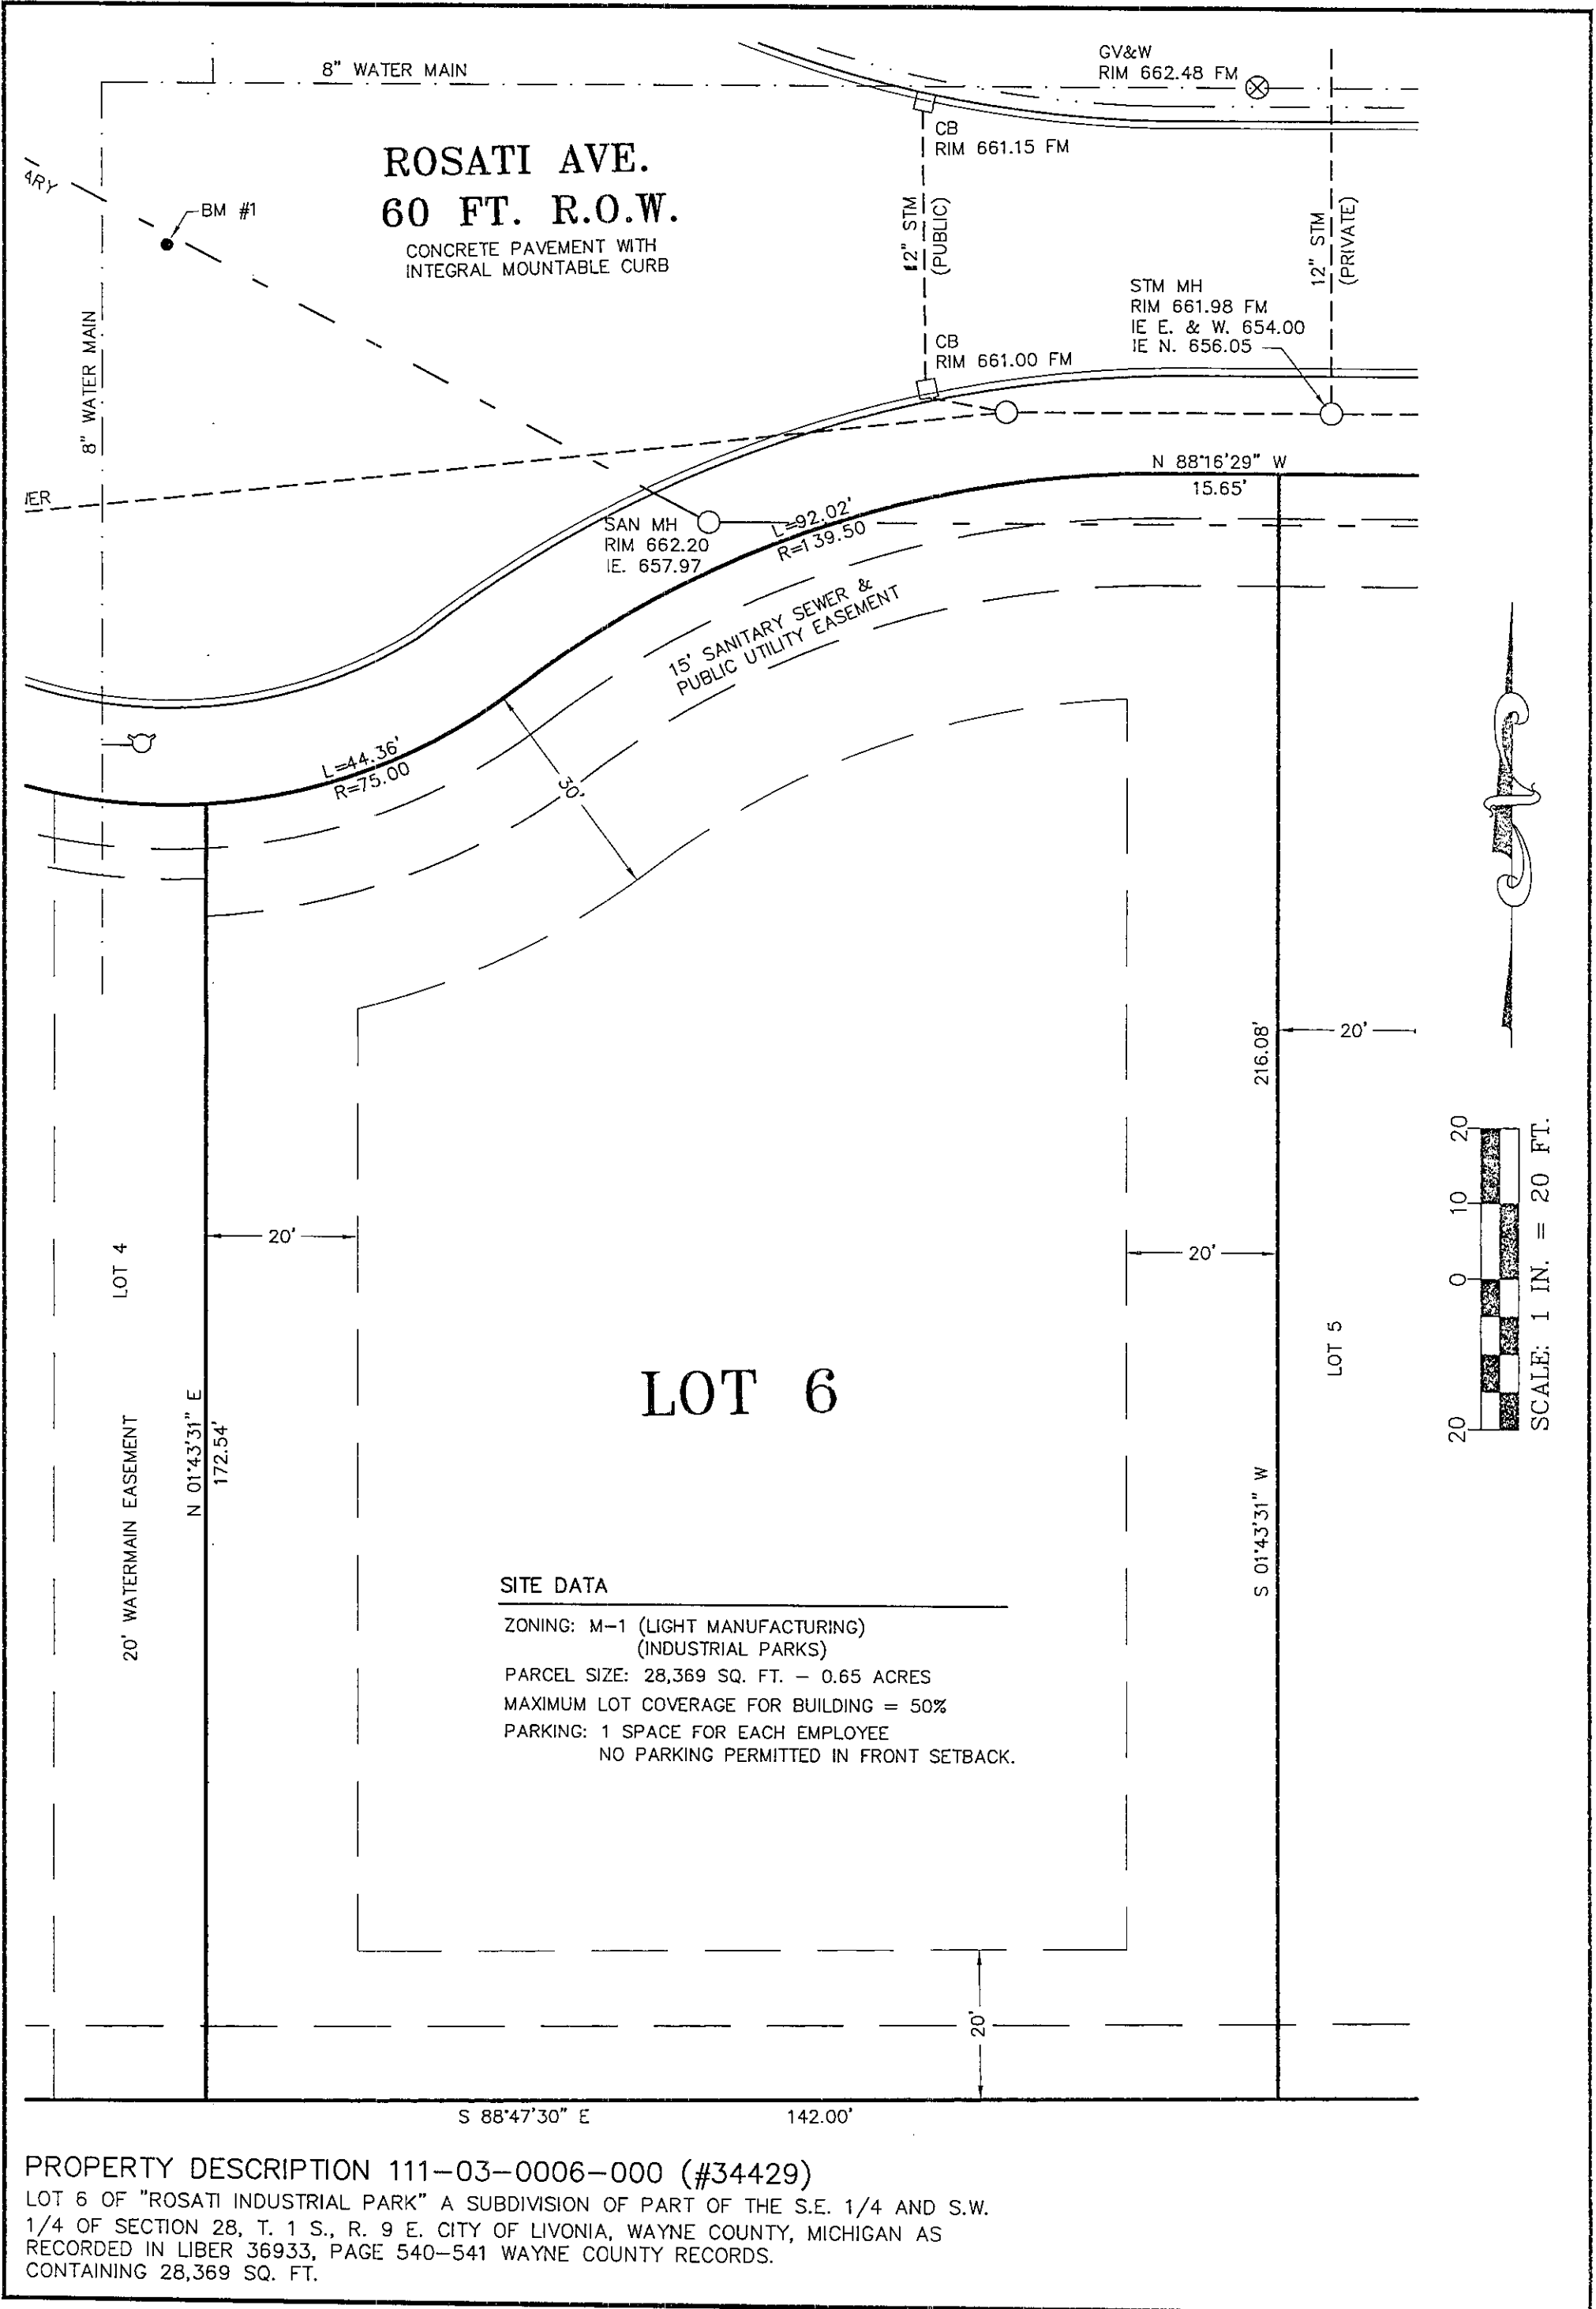 8" WATER MAIN
GV&W
RIM 662.48 FM
CB
RIM 661.15 FM
ROSATI AVE.
60 FT. R.O.W.
CONCRETE PAVEMENT WITH
INTEGRAL MOUNTABLE CURB
ARY
BM #1
12" STM
(PUBLIC)
12" STM
(PRIVATE)
STM MH
RIM 661.98 FM
IE E. & W. 654.00
IE N. 656.05
CB
RIM 661.00 FM
8" WATER MAIN
N 88°16'29" W
15.65'
IER
SAN MH
RIM 662.20
IE. 657.97
L=92.02'
R=139.50
15' SANITARY SEWER &
PUBLIC UTILITY EASEMENT
L=44.36'
R=75.00
30'
216.08'
20'
20'
20'
LOT 4
LOT 5
20
10
0
20
SCALE: 1 IN. = 20 FT.
LOT 6
20' WATERMAIN EASEMENT
N 01°43'31" E
172.54'
S 01°43'31" W
SITE DATA
ZONING: M-1 (LIGHT MANUFACTURING)
(INDUSTRIAL PARKS)
PARCEL SIZE: 28,369 SQ. FT. - 0.65 ACRES
MAXIMUM LOT COVERAGE FOR BUILDING = 50%
PARKING: 1 SPACE FOR EACH EMPLOYEE
NO PARKING PERMITTED IN FRONT SETBACK.
20'
S 88°47'30" E 142.00'
PROPERTY DESCRIPTION 111-03-0006-000 (#34429)
LOT 6 OF "ROSATI INDUSTRIAL PARK" A SUBDIVISION OF PART OF THE S.E. 1/4 AND S.W.
1/4 OF SECTION 28, T. 1 S., R. 9 E. CITY OF LIVONIA, WAYNE COUNTY, MICHIGAN AS
RECORDED IN LIBER 36933, PAGE 540-541 WAYNE COUNTY RECORDS.
CONTAINING 28,369 SQ. FT.